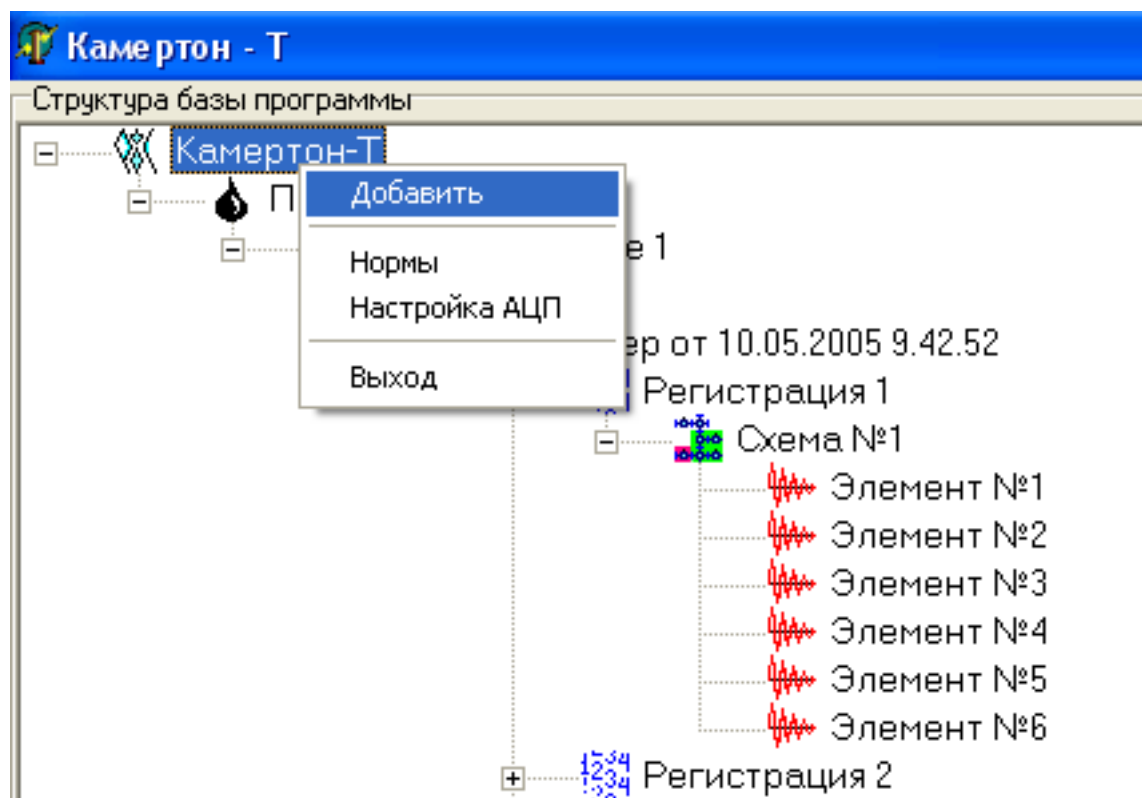 Камертон - Т
Структура базы программы
Камертон-Т
П
Добавить
е 1
Нормы
Настройка АЦП
ер от 10.05.2005 9.42.52
Выход
Регистрация 1
Схема №1
Элемент №1
Элемент №2
Элемент №3
Элемент №4
Элемент №5
Элемент №6
Регистрация 2